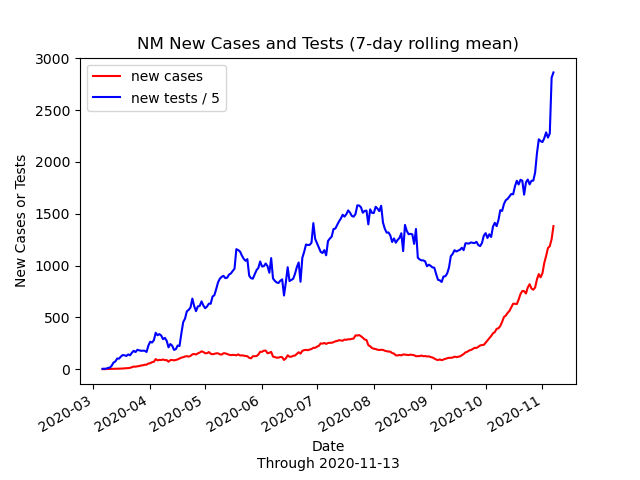 NM New Cases and Tests (7-day rolling mean)
new cases
new tests / 5
3000
2500
2000
1500
1000
500
0
New Cases or Tests
2020-03
2020-04
2020-05
2020-06
2020-07
2020-08
2020-09
2020-10
2020-11
Date
Through 2020-11-13